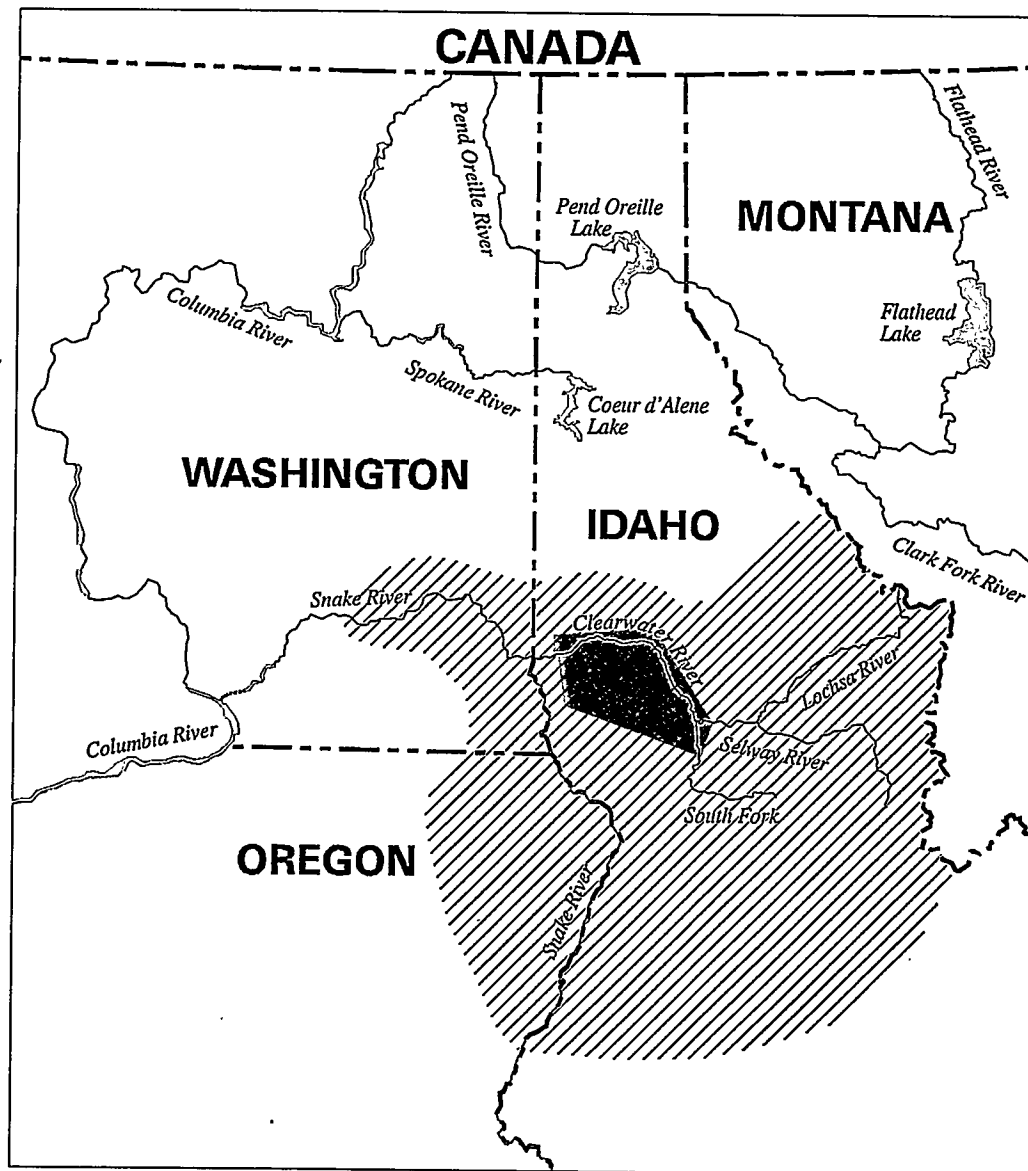 CANADA
Pend Oreille River
Flathead River
Pend Oreille
Lake
MONTANA
Columbia River
Flathead
Lake
Spokane River
Coeur d'Alene
Lake
WASHINGTON
IDAHO
Clark Fork River
Snake River
Clearwater River
Lochsa River
Columbia River
Selway River
South Fork
OREGON
Snake River